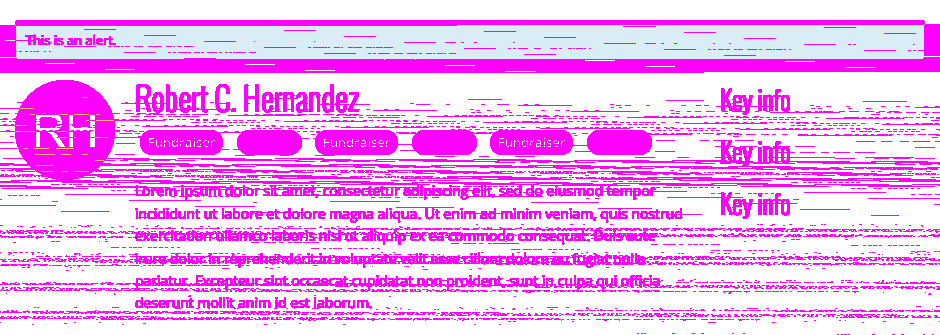 This is an alert.
RH
Robert C. Hernandez
Fundraiser Fundraiser Fundraiser
Key info
Key info
Key info
Lorem ipsum dolor sit amet, consectetur adipiscing elit, sed do eiusmod tempor
incididunt ut labore et dolore magna aliqua. Ut enim ad minim veniam, quis nostrud
exercitation ullamco laboris nisi ut aliquip ex ea commodo consequat. Duis aute
irure dolor in reprehenderit in voluptate velit esse cillum dolore eu fugiat nulla
pariatur. Excepteur sint occaecat cupidatat non proident, sunt in culpa qui officia
deserunt mollit anim id est laborum.